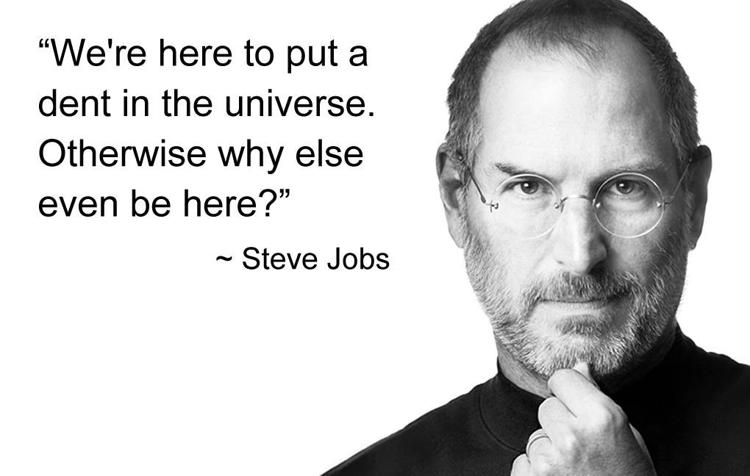 “We're here to put a
dent in the universe.
Otherwise why else
even be here?”
~ Steve Jobs